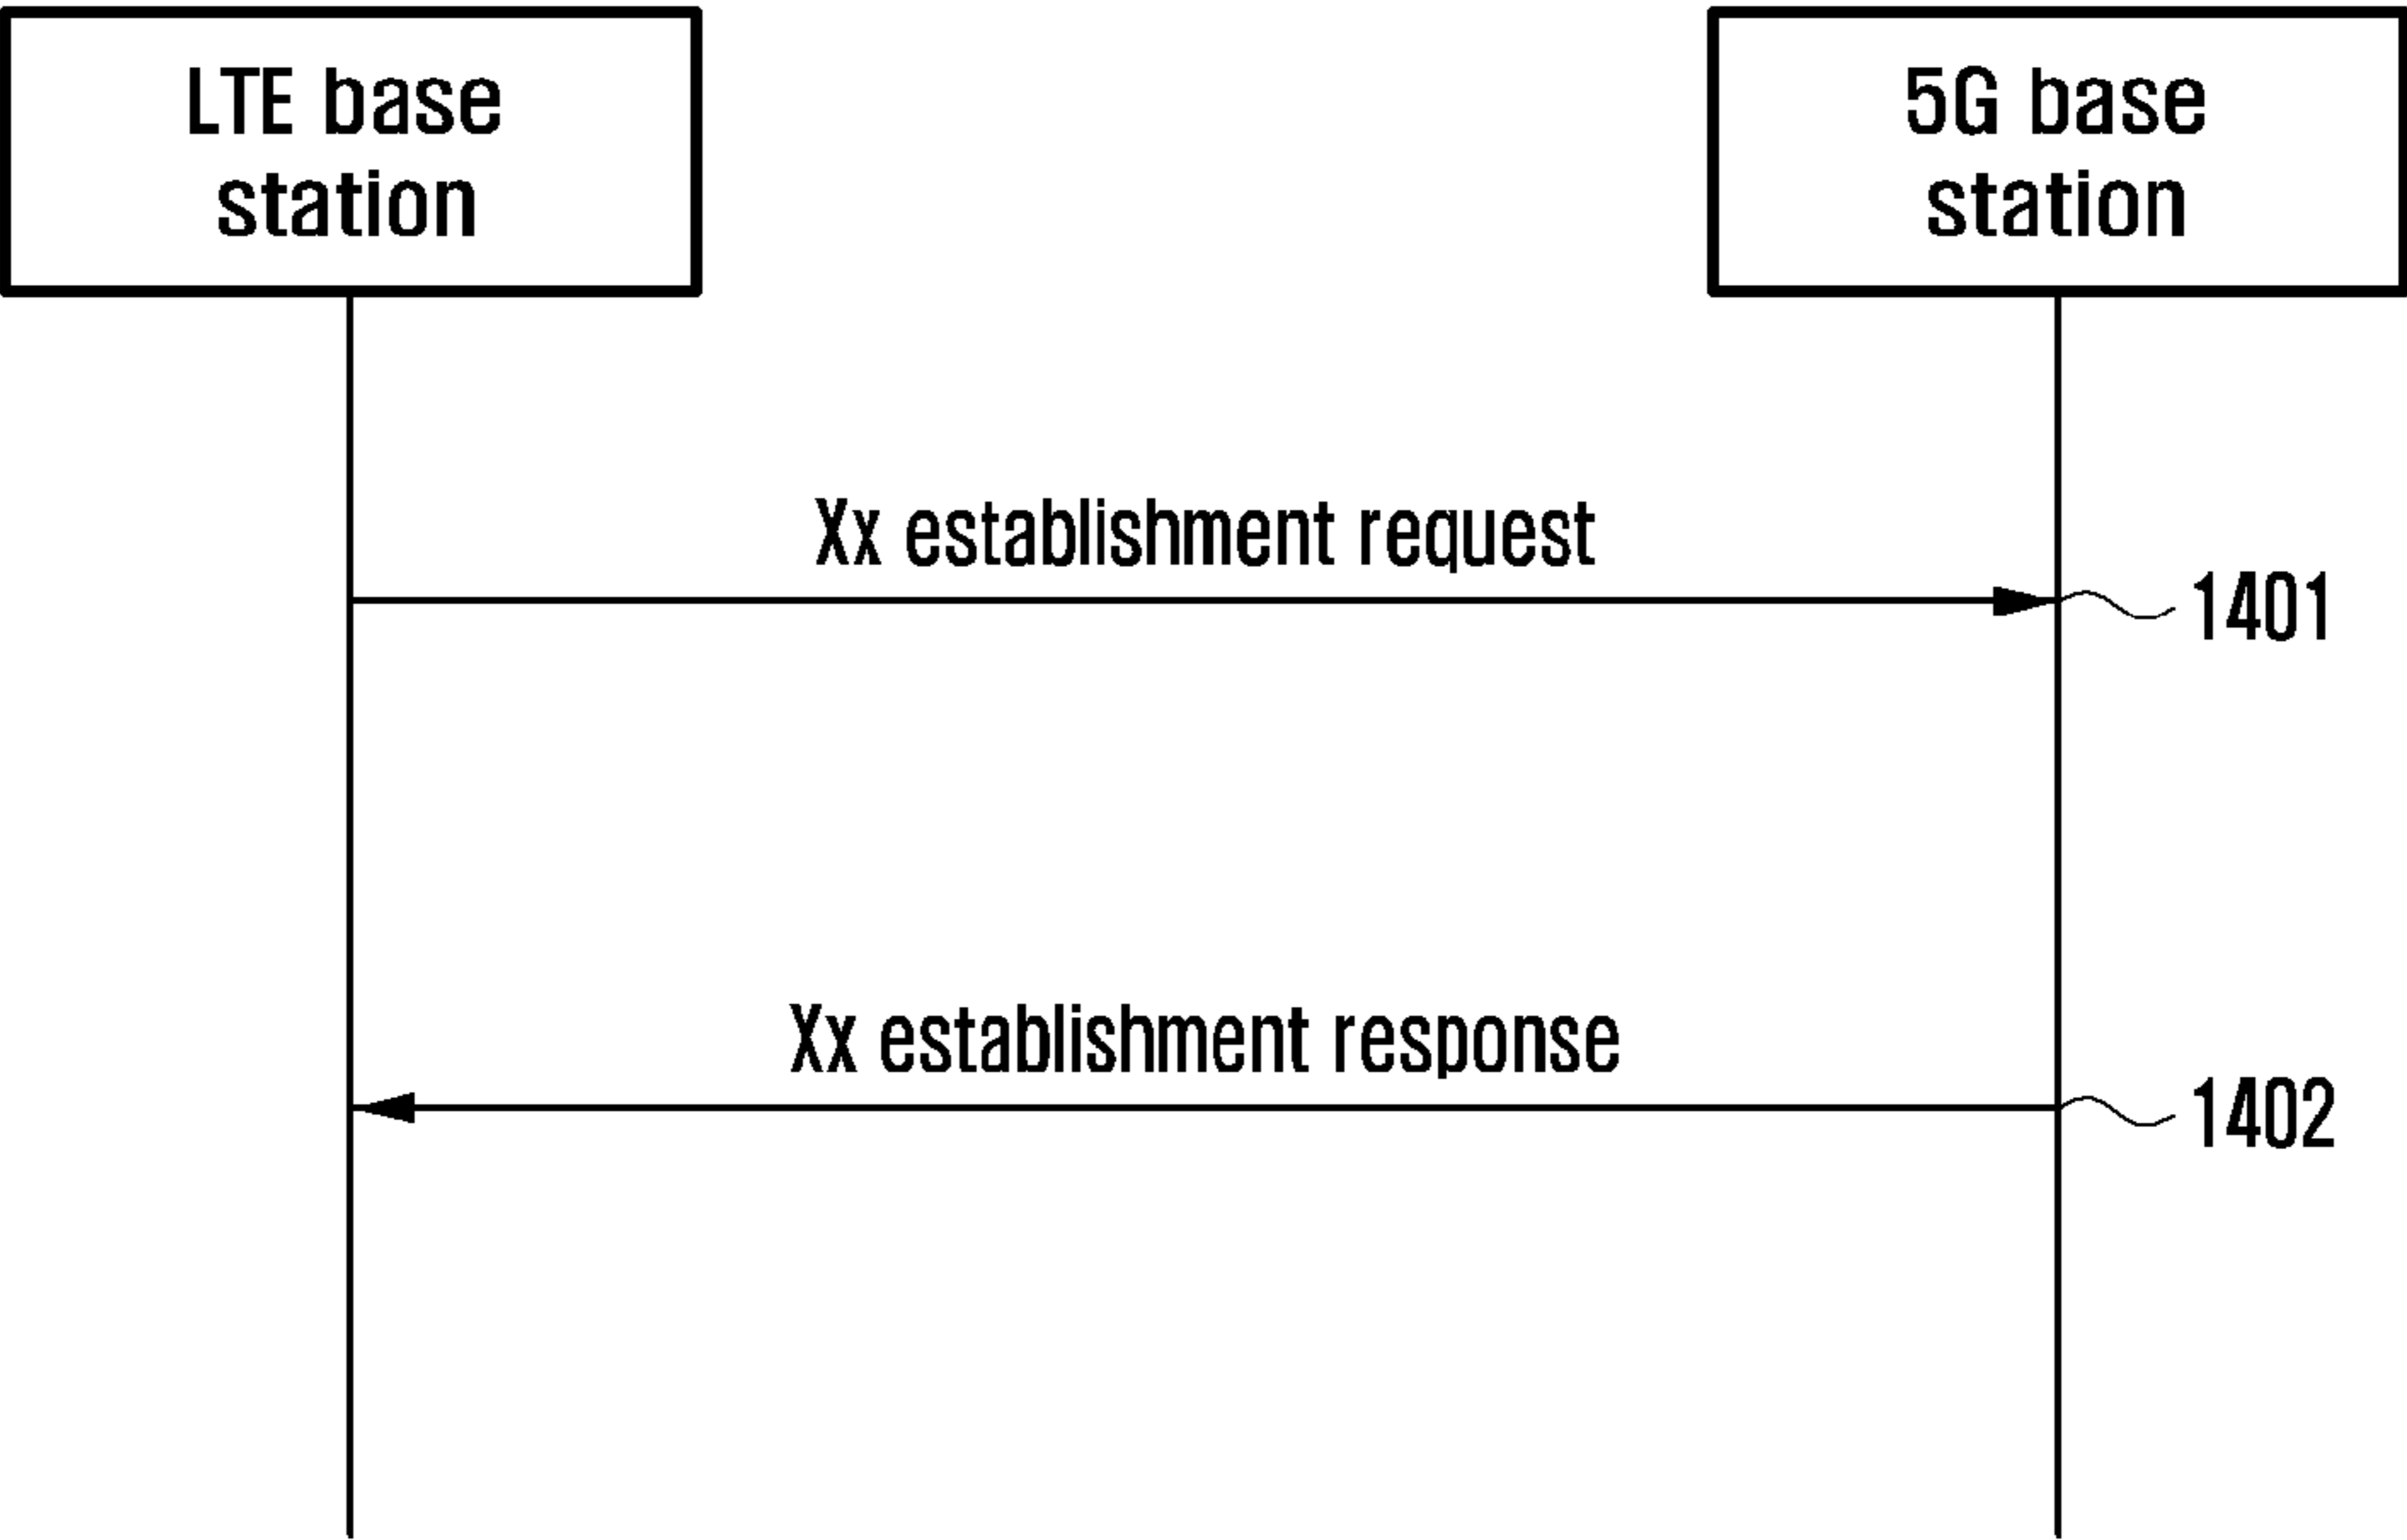 LTE base
station
5G base
station
Xx establishment request
1401
Xx establishment response
1402